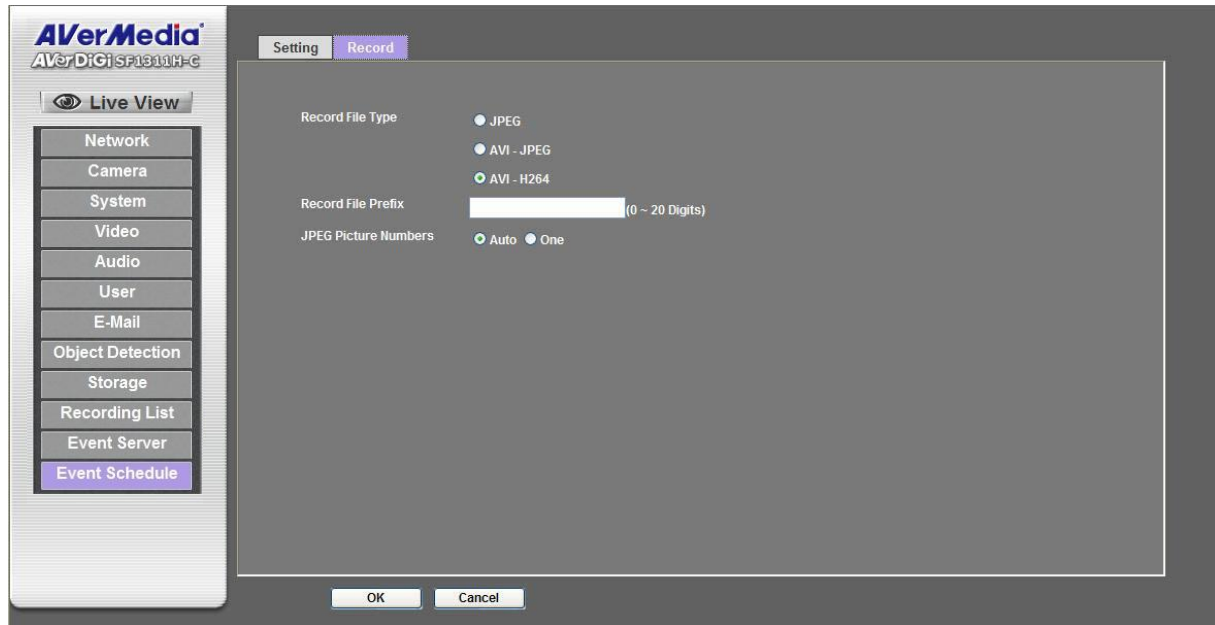 AVerMedia
AVerDiGi SF1311H-C
Live View
Network
Camera
System
Video
Audio
User
E-Mail
Object Detection
Storage
Recording List
Event Server
Event Schedule
Setting Record
Record File Type JPEG
AVI - JPEG
AVI - H264
Record File Prefix (0 ~ 20 Digits)
JPEG Picture Numbers Auto One
OK Cancel